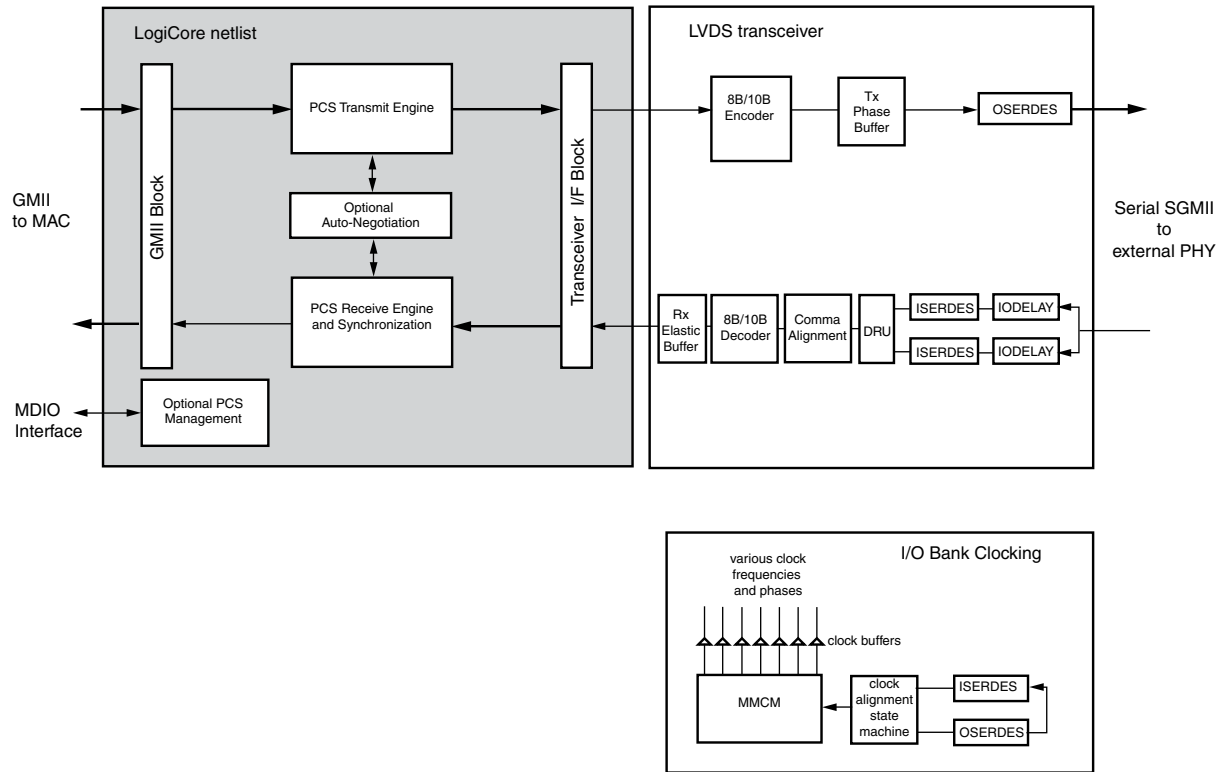 LogiCore netlist
LVDS transceiver
GMII Block
PCS Transmit Engine
Transceiver I/F Block
8B/10B
Encoder
Tx
Phase
Buffer
OSERDES
GMII
to MAC
Optional
Auto-Negotiation
Serial SGMII
to
external PHY
PCS Receive Engine
and Synchronization
Rx
Elastic
Buffer
8B/10B
Decoder
Comma
Alignment
DRU
ISERDES
IODELAY
ISERDES
IODELAY
MDIO
Interface
Optional PCS
Management
I/O Bank Clocking
various clock
frequencies
and phases
clock buffers
MMCM
clock
alignment
state
machine
ISERDES
OSERDES